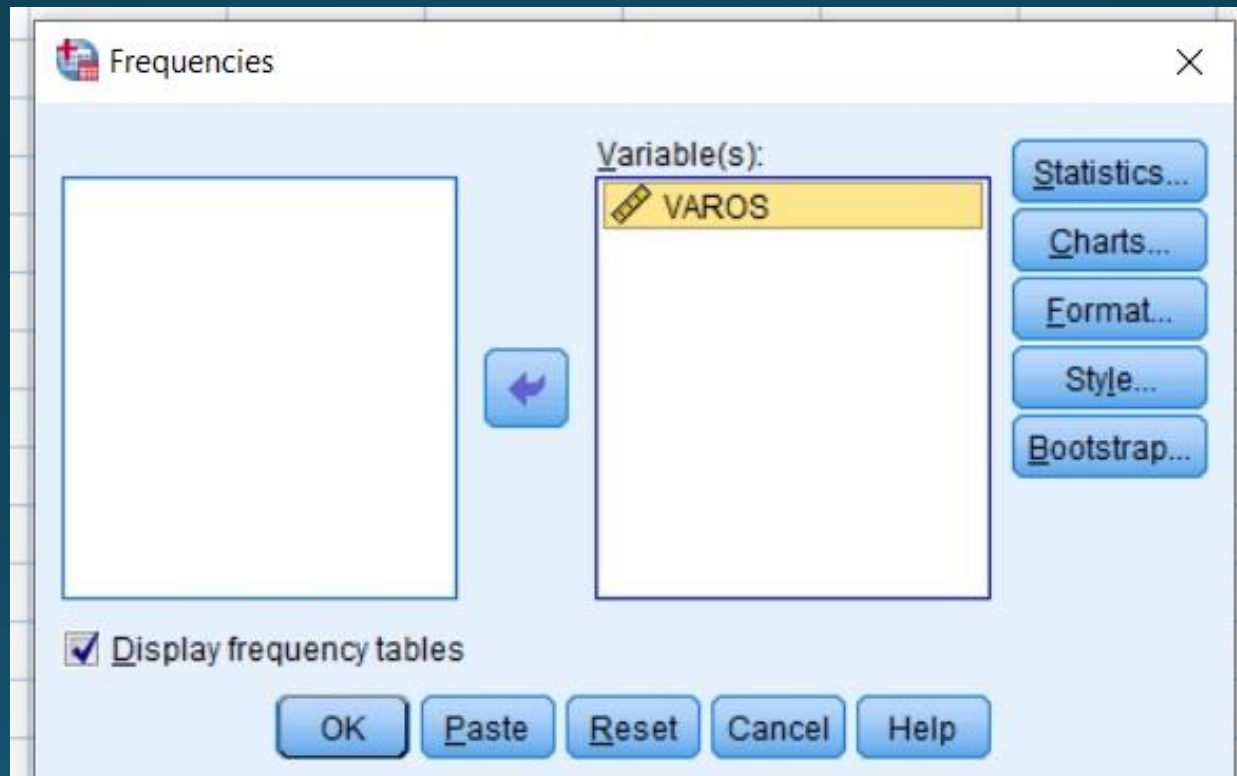 Frequencies
Variable(s):
VAROS
Statistics...
Charts...
Format...
Style...
Bootstrap...
Display frequency tables
OK
Paste
Reset
Cancel
Help